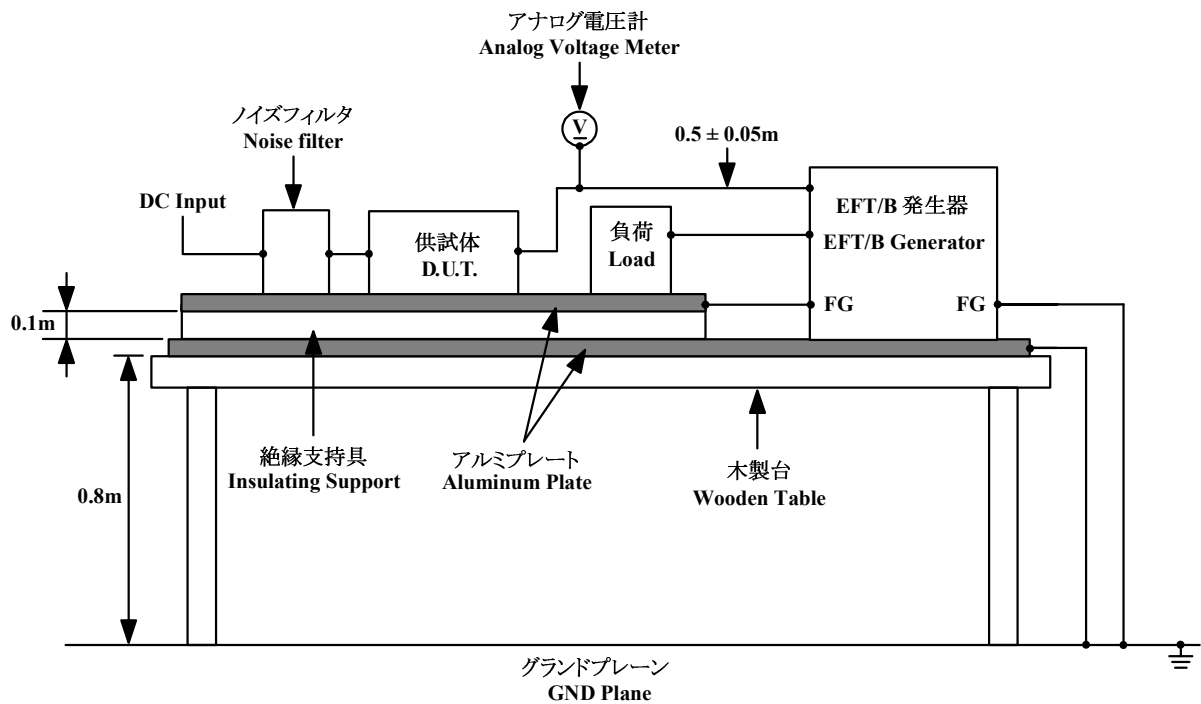 アナログ電圧計
Analog Voltage Meter
ノイズフィルタ
Noise filter
V
0.5 ± 0.05m
DC Input
供試体
D.U.T.
負荷
Load
EFT/B 発生器
EFT/B Generator
FG
FG
0.1m
絶縁支持具
Insulating Support
アルミプレート
Aluminum Plate
木製台
Wooden Table
0.8m
グランドプレーン
GND Plane